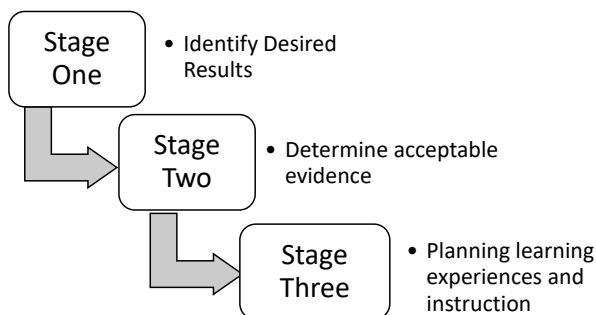 Stage
One
• Identify Desired
Results
Stage
Two
• Determine acceptable
evidence
Stage
Three
• Planning learning
experiences and
instruction